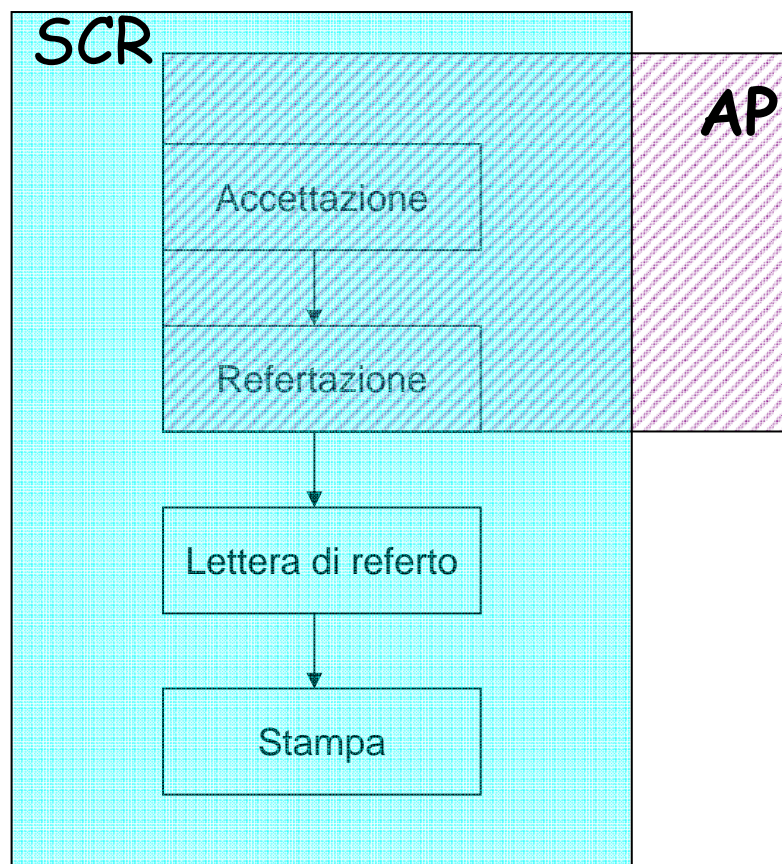 SCR
AP
Accettazione
Refertazione
Lettera di referto
Stampa